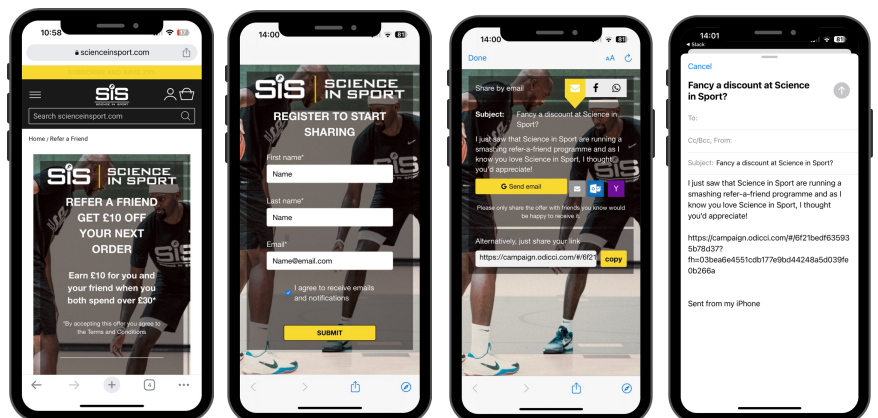 10:58
17
scienceinsport.com
SiS
SCIENCE IN SPORT
Search scienceinsport.com
Home / Refer a Friend
SiS SCIENCE
IN SPORT
REFER A FRIEND
GET £10 OFF
YOUR NEXT
ORDER
Earn £10 for you and
your friend when you
both spend over £30*
*By accepting this offer you agree to
the Terms and Conditions
4
14:00
81
SiS SCIENCE
IN SPORT
REGISTER TO START
SHARING
First name*
Name
Last name*
Name
Email*
Name@email.com
I agree to receive emails
and notifications
SUBMIT
14:00
81
Done
AA
Share by email
Subject: Fancy a discount at Science in
Sport?
I just saw that Science in Sport are running a
smashing refer-a-friend programme and as I
know you love Science in Sport, I thought
you'd appreciate!
G Send email
Y
Please only share the offer with friends you know would
be happy to receive it.
Alternatively, just share your link
https://campaign.odicci.com/#/6f21
copy
14:01
81
Slack
Cancel
Fancy a discount at Science
in Sport?
To:
Cc/Bcc, From:
Subject: Fancy a discount at Science in Sport?
I just saw that Science in Sport are running a
smashing refer-a-friend programme and as I
know you love Science in Sport, I thought
you'd appreciate!
https://campaign.odicci.com/#/6f21bedf63593
5b78d37?
fh=03bea6e4551cdb177e9bd44248a5d039fe
0b266a
Sent from my iPhone